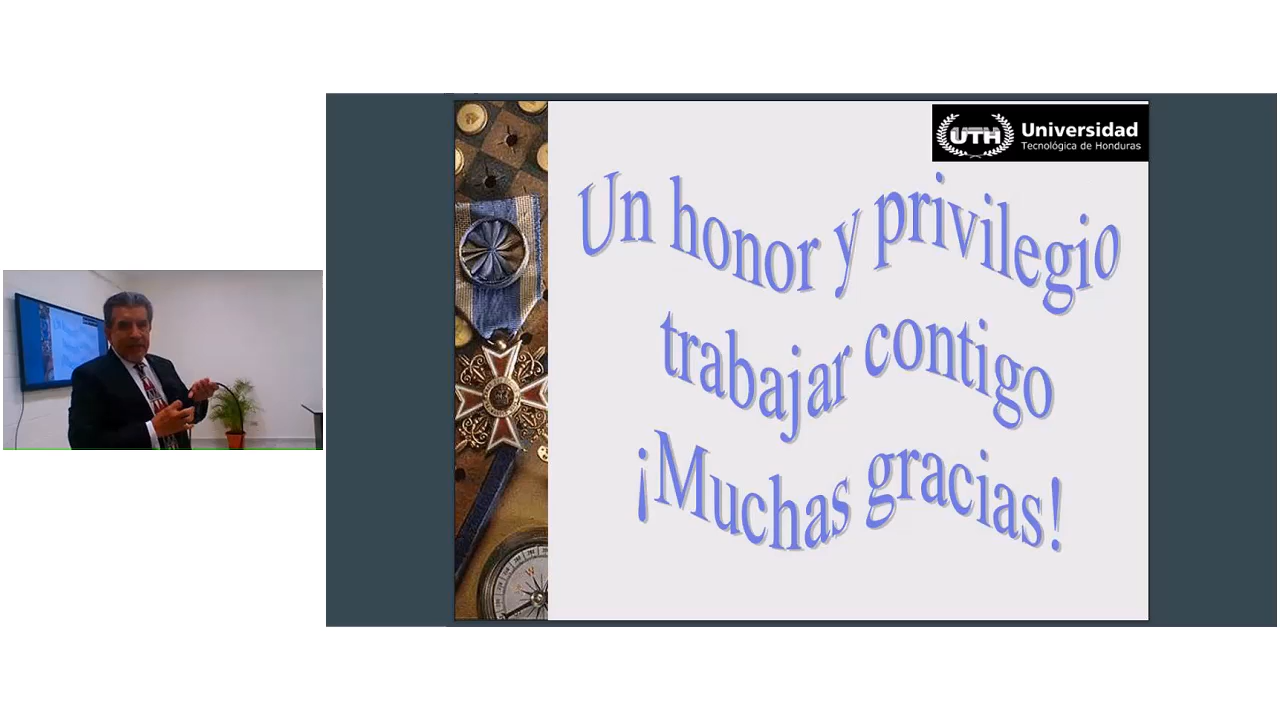 UTH Universidad
Tecnológica de Honduras
Un honor y privilegio
trabajar contigo
¡Muchas gracias!